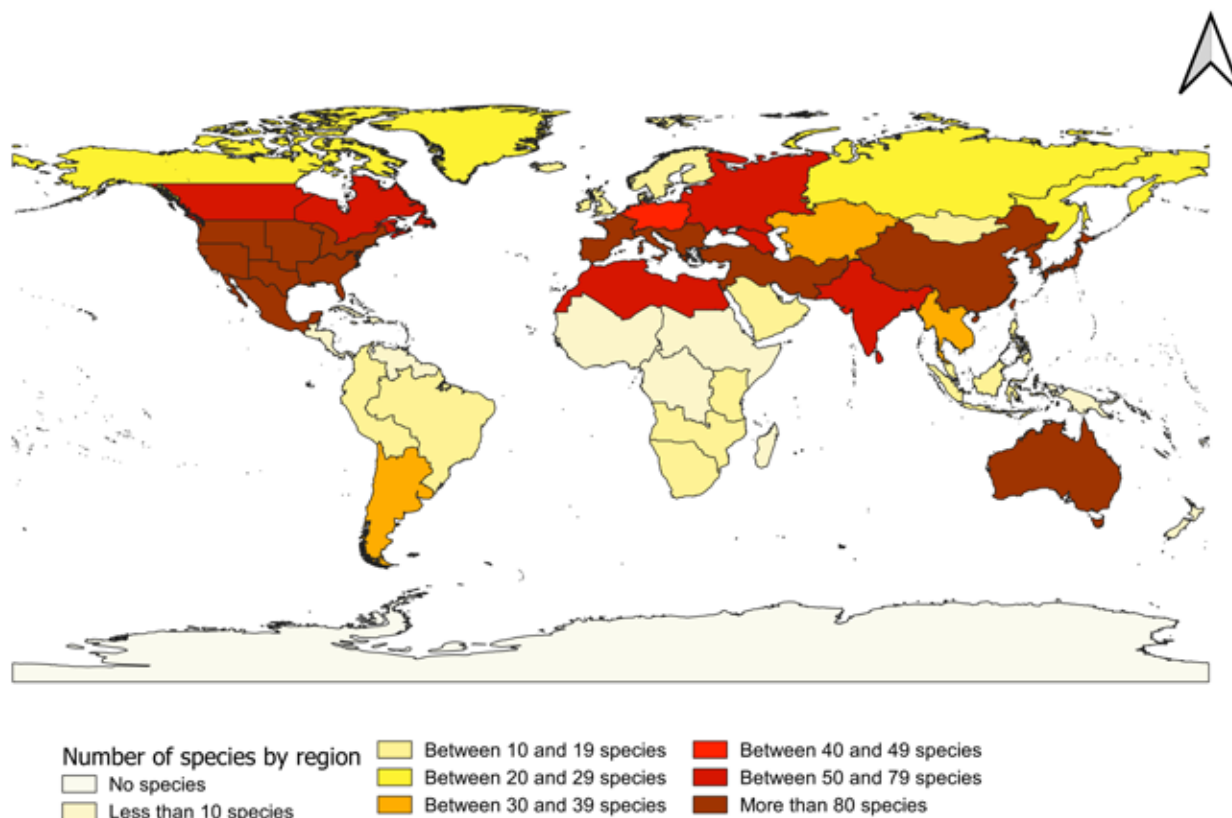 Number of species by region
No species
Less than 10 species
Between 10 and 19 species
Between 20 and 29 species
Between 30 and 39 species
Between 40 and 49 species
Between 50 and 79 species
More than 80 species